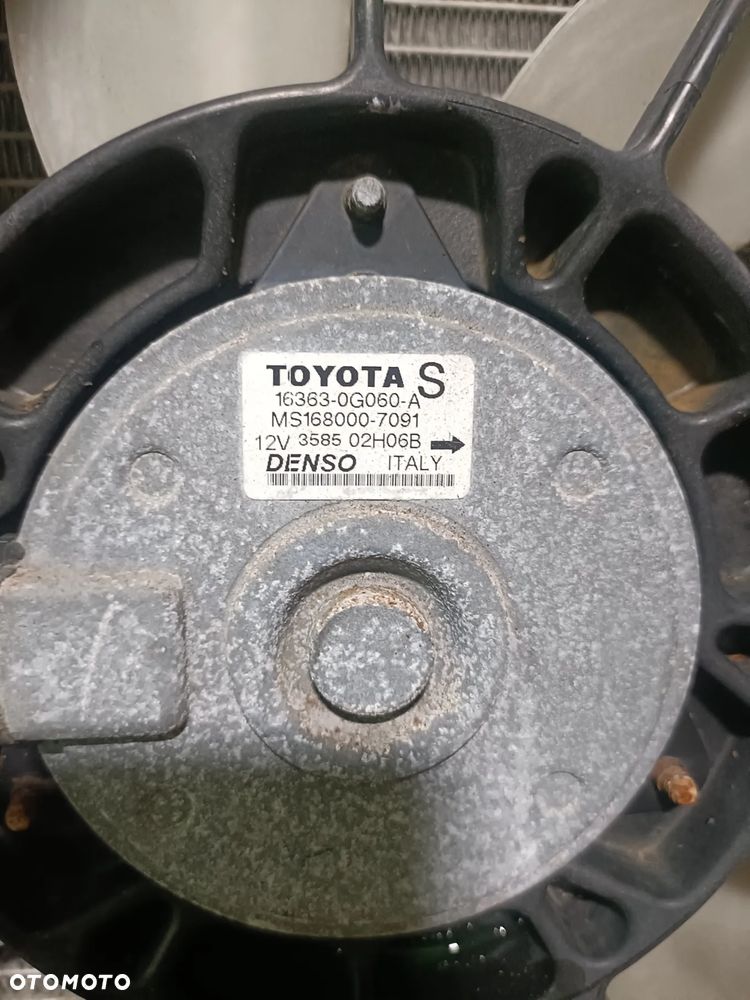 TOYOTA S
16363-0G060-A
MS168000-7091
12V 3585 02H06B
DENSO ITALY
OTOMOTO